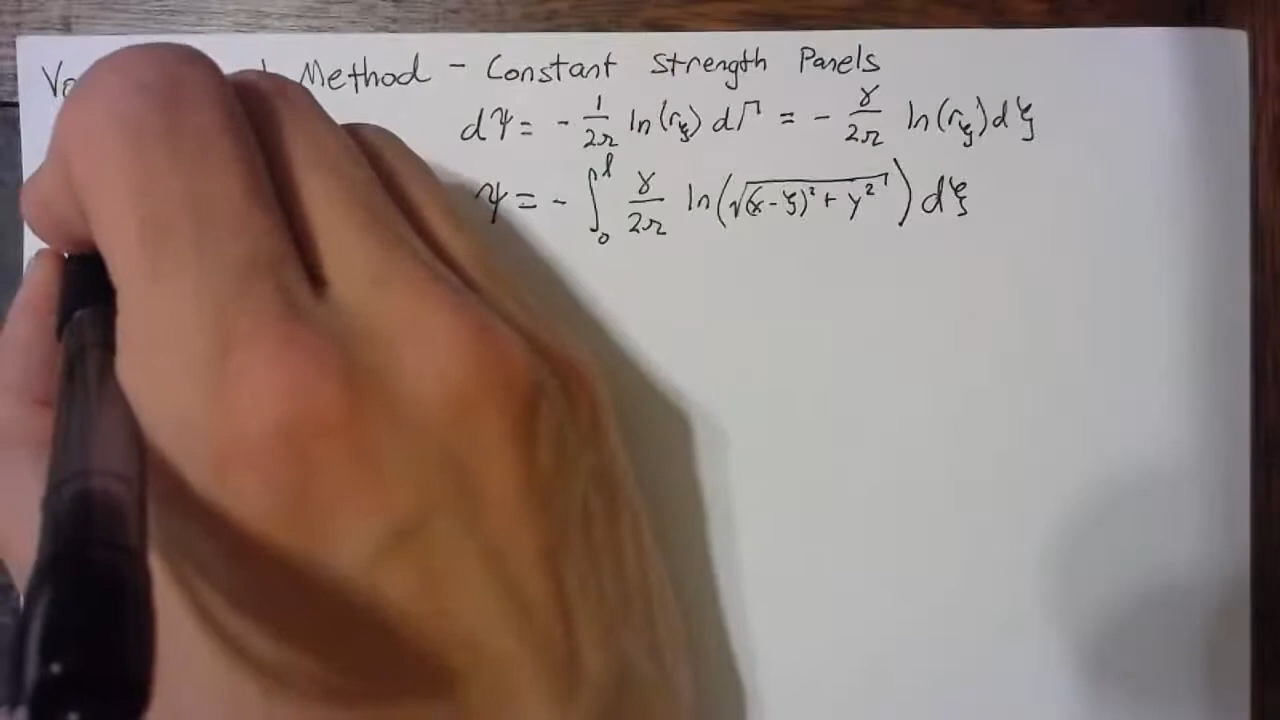 Method - Constant Strength Panels
dψ = - 1/2π ln(r_ξ) dΓ = - γ/2π ln(r_ξ) dξ
ψ = - ∫₀ˡ γ/2π ln(√((x-ξ)² + y²)) dξ